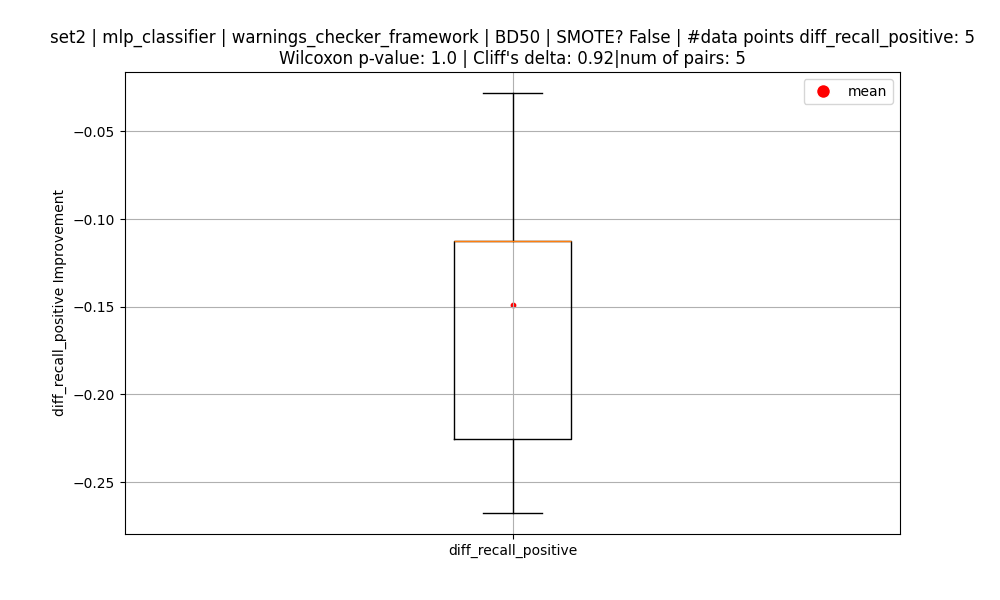 set2 | mlp_classifier | warnings_checker_framework | BD50 | SMOTE? False | #data points diff_recall_positive: 5
Wilcoxon p-value: 1.0 | Cliff's delta: 0.92|num of pairs: 5
mean
−0.05
−0.10
−0.15
−0.20
−0.25
diff_recall_positive Improvement
diff_recall_positive